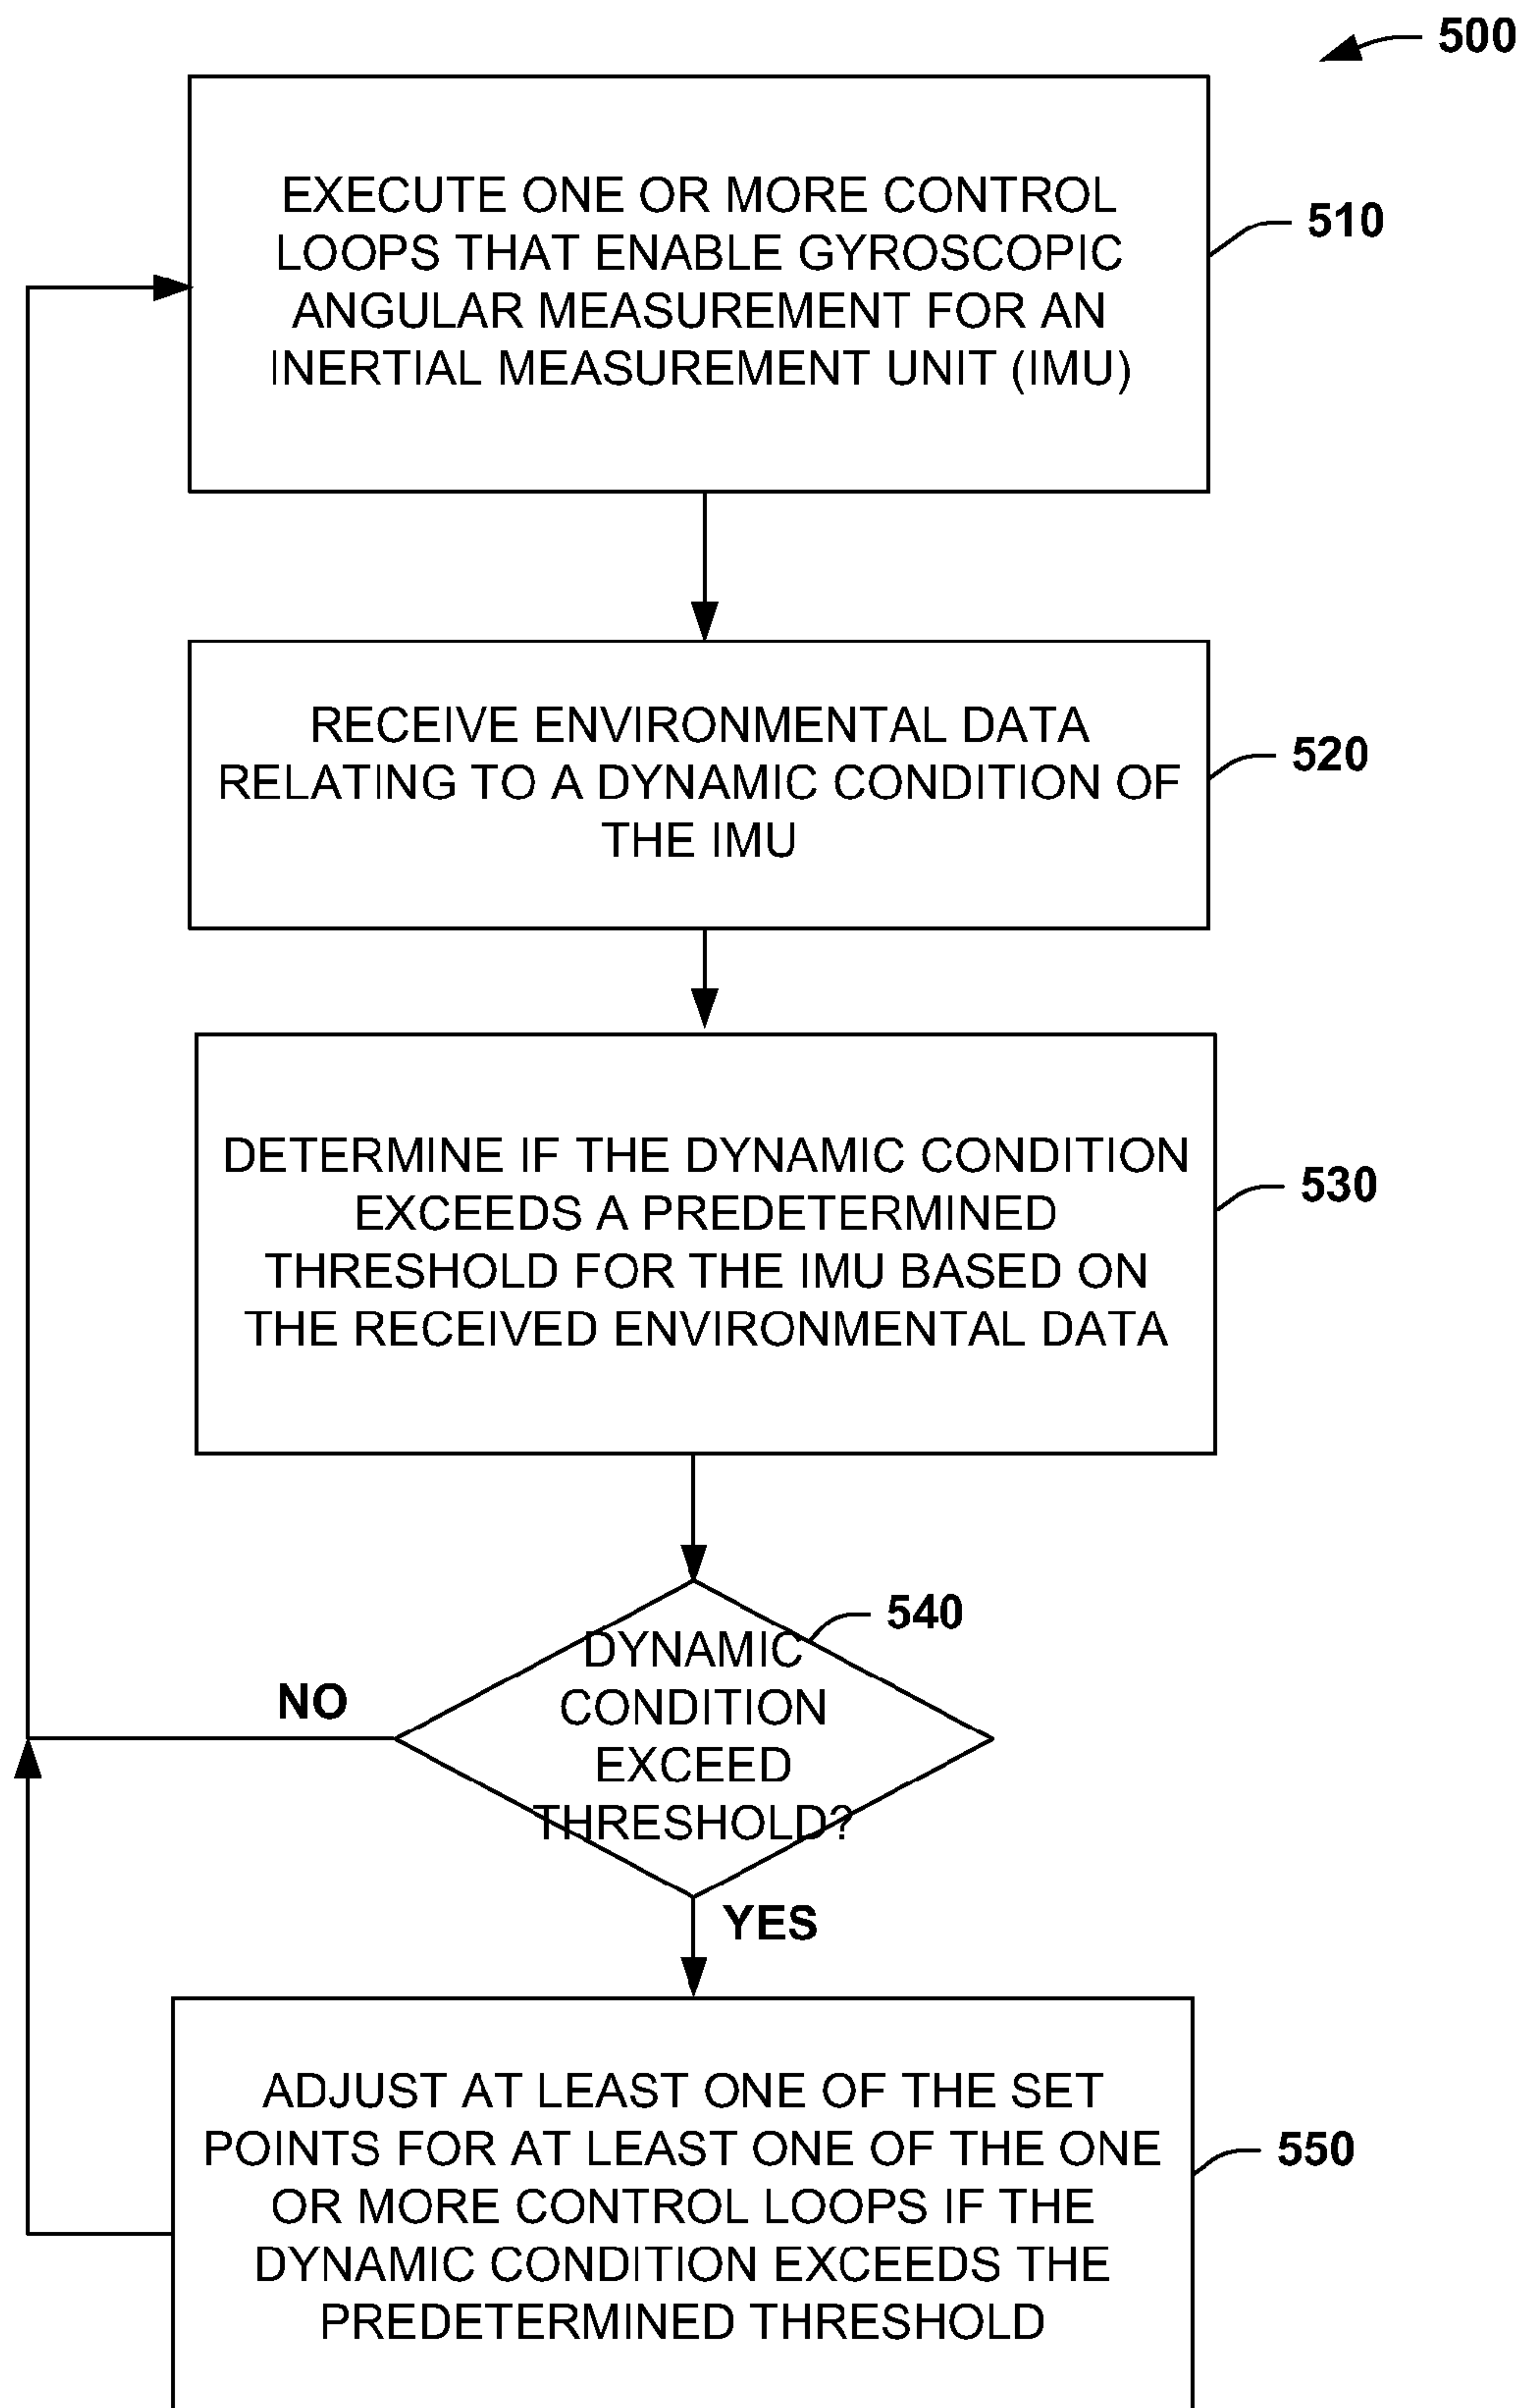 500
EXECUTE ONE OR MORE CONTROL
LOOPS THAT ENABLE GYROSCOPIC
ANGULAR MEASUREMENT FOR AN
INERTIAL MEASUREMENT UNIT (IMU)
510
RECEIVE ENVIRONMENTAL DATA
RELATING TO A DYNAMIC CONDITION OF
THE IMU
520
DETERMINE IF THE DYNAMIC CONDITION
EXCEEDS A PREDETERMINED
THRESHOLD FOR THE IMU BASED ON
THE RECEIVED ENVIRONMENTAL DATA
530
540
DYNAMIC
CONDITION
EXCEED
THRESHOLD?
NO
YES
ADJUST AT LEAST ONE OF THE SET
POINTS FOR AT LEAST ONE OF THE ONE
OR MORE CONTROL LOOPS IF THE
DYNAMIC CONDITION EXCEEDS THE
PREDETERMINED THRESHOLD
550